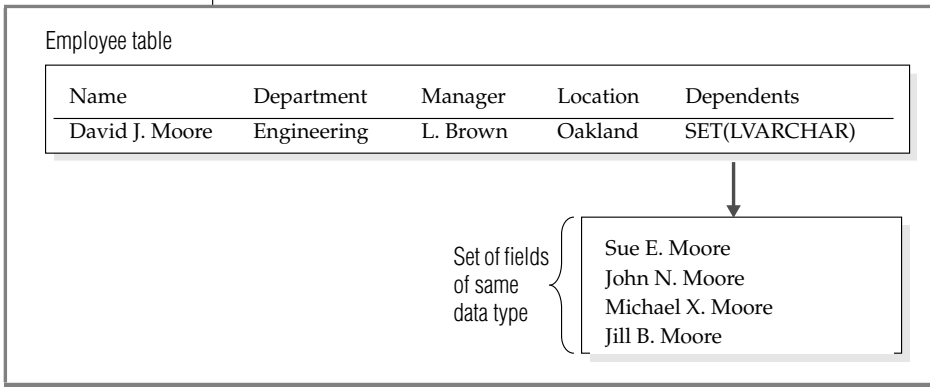 Employee table
Name Department Manager Location Dependents
David J. Moore Engineering L. Brown Oakland SET(LVARCHAR)
Set of fields
of same
data type
Sue E. Moore
John N. Moore
Michael X. Moore
Jill B. Moore